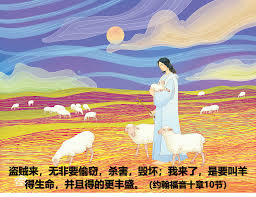 盗贼来，无非要偷窃，杀害，毁坏；我来了，是要叫羊
得生命，并且得的更丰盛。（约翰福音十章10节）